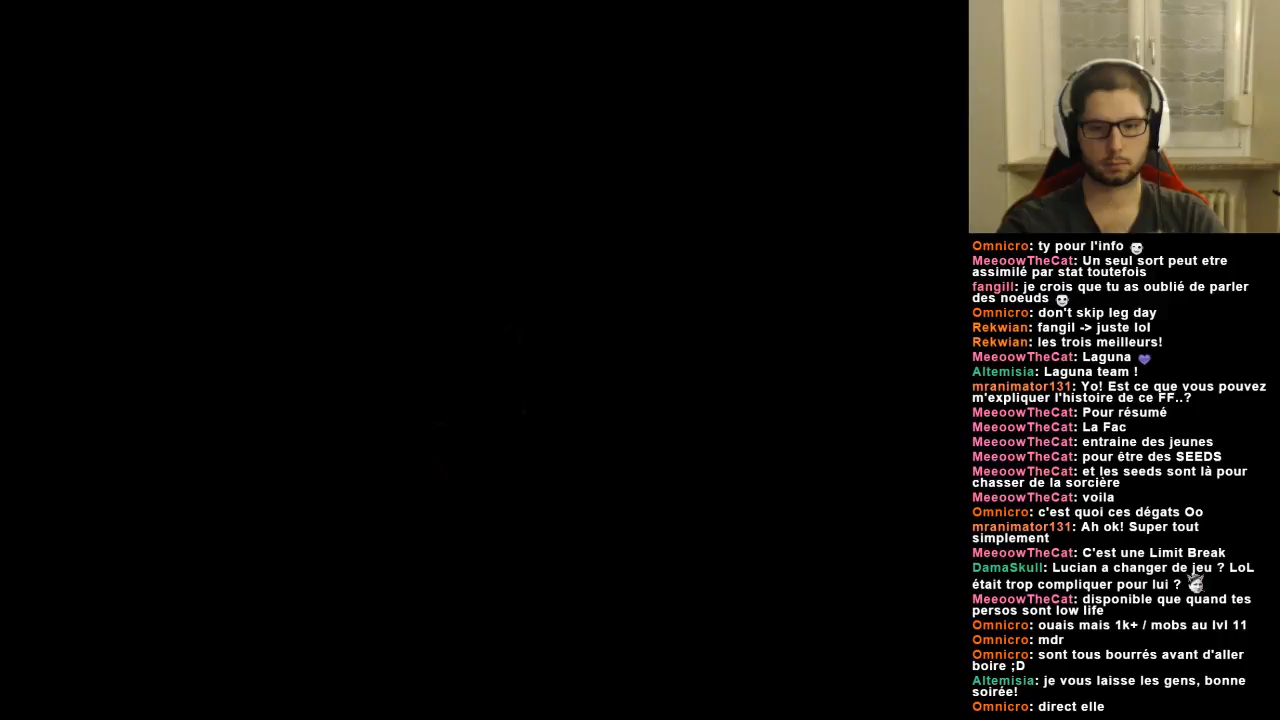 Omnicro: ty pour l'info
MeeoowTheCat: Un seul sort peut etre
assimilé par stat toutefois
fangill: je crois que tu as oublié de parler
des noeuds
Omnicro: don't skip leg day
Rekwian: fangil -> juste lol
Rekwian: les trois meilleurs!
MeeoowTheCat: Laguna
Altemisia: Laguna team !
mranimator131: Yo! Est ce que vous pouvez
m'expliquer l'histoire de ce FF..?
MeeoowTheCat: Pour résumé
MeeoowTheCat: La Fac
MeeoowTheCat: entraine des jeunes
MeeoowTheCat: pour être des SEEDS
MeeoowTheCat: et les seeds sont là pour
chasser de la sorcière
MeeoowTheCat: voila
Omnicro: c'est quoi ces dégats Oo
mranimator131: Ah ok! Super tout
simplement
MeeoowTheCat: C'est une Limit Break
DamaSkull: Lucian a changer de jeu ? LoL
était trop compliquer pour lui ?
MeeoowTheCat: disponible que quand tes
persos sont low life
Omnicro: ouais mais 1k+ / mobs au lvl 11
Omnicro: mdr
Omnicro: sont tous bourrés avant d'aller
boire ;D
Altemisia: je vous laisse les gens, bonne
soirée!
Omnicro: direct elle